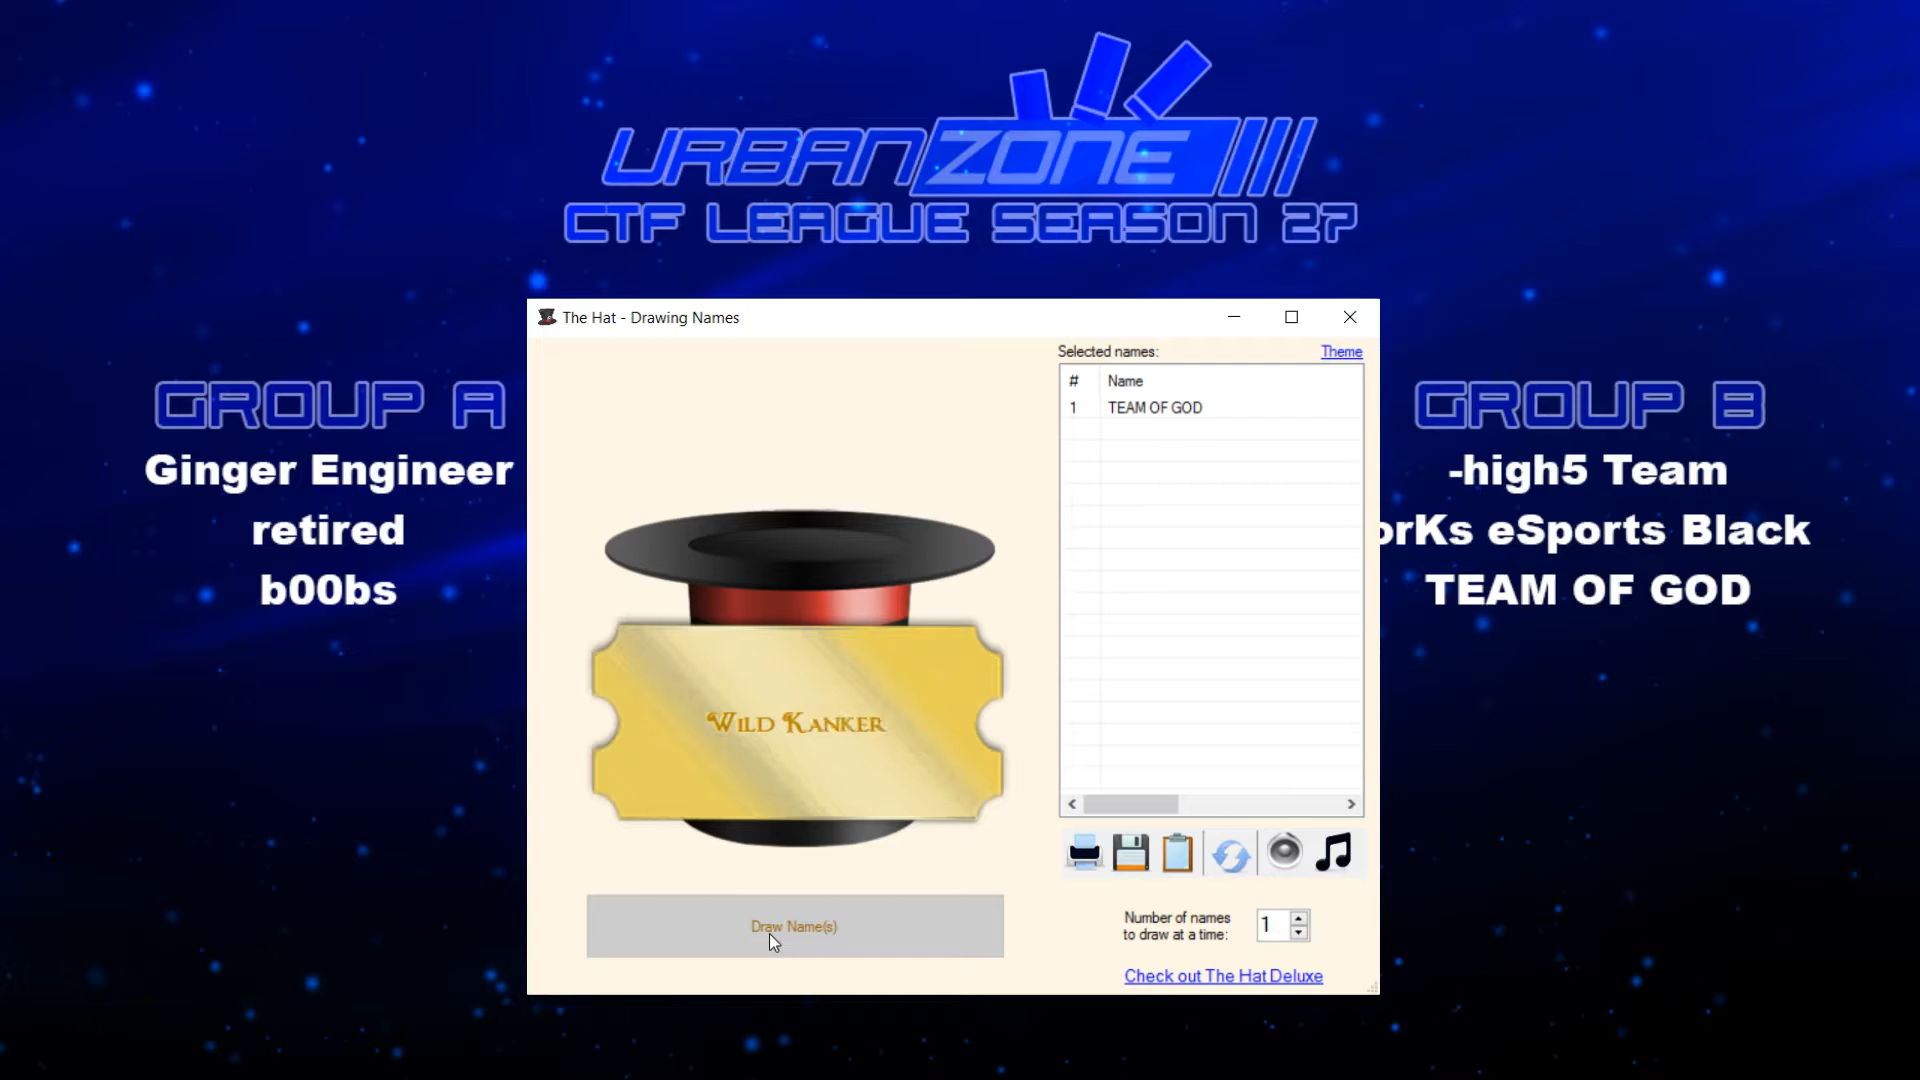 URBAN ZONE
CTF LEAGUE SEASON 27
The Hat - Drawing Names
Selected names:
Theme
# Name
1 TEAM OF GOD
GROUP A
Ginger Engineer
retired
b00bs
GROUP B
-high5 Team
eSports Black
TEAM OF GOD
WILD KANKER
Draw Name(s)
Number of names
to draw at a time:
1
Check out The Hat Deluxe